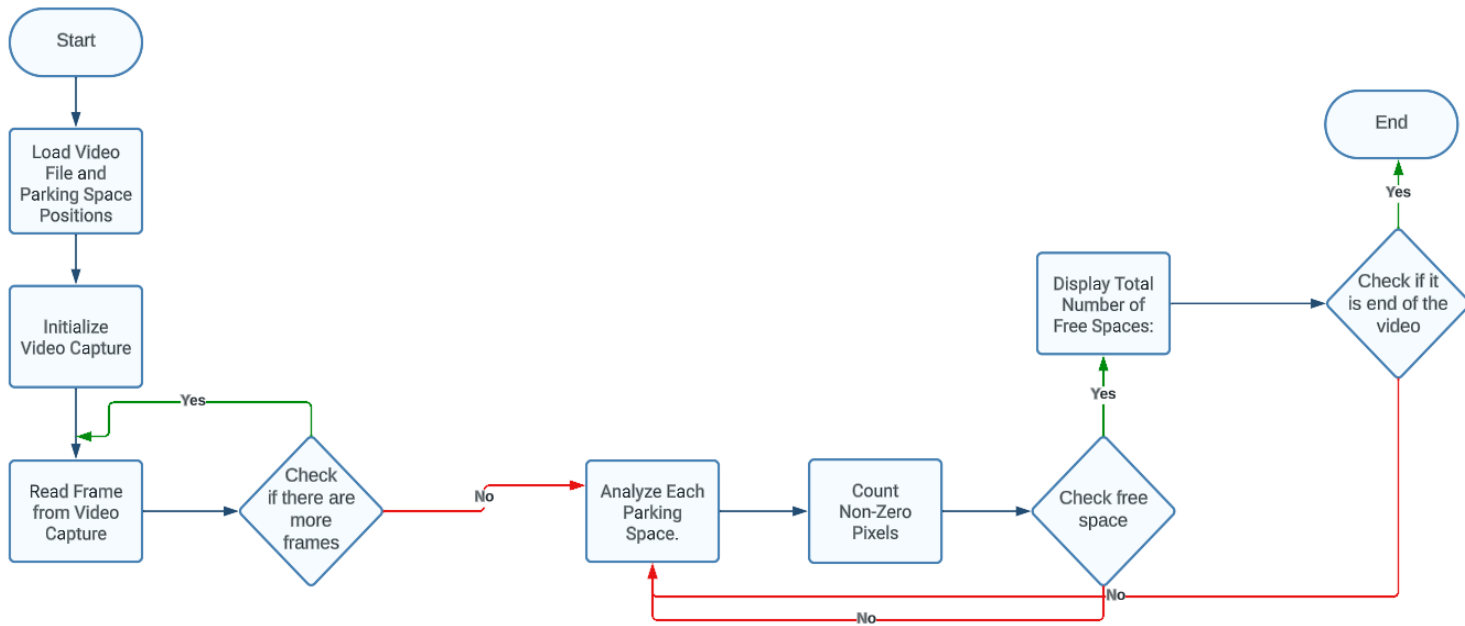 Start
Load Video
File and
Parking Space
Positions
Initialize
Video Capture
Yes
Read Frame
from Video
Capture
Check
if there are
more
frames
No
Analyze Each
Parking
Space.
Count
Non-Zero
Pixels
Check free
space
Yes
Display Total
Number of
Free Spaces:
Check if it
is end of the
video
Yes
End
No
No